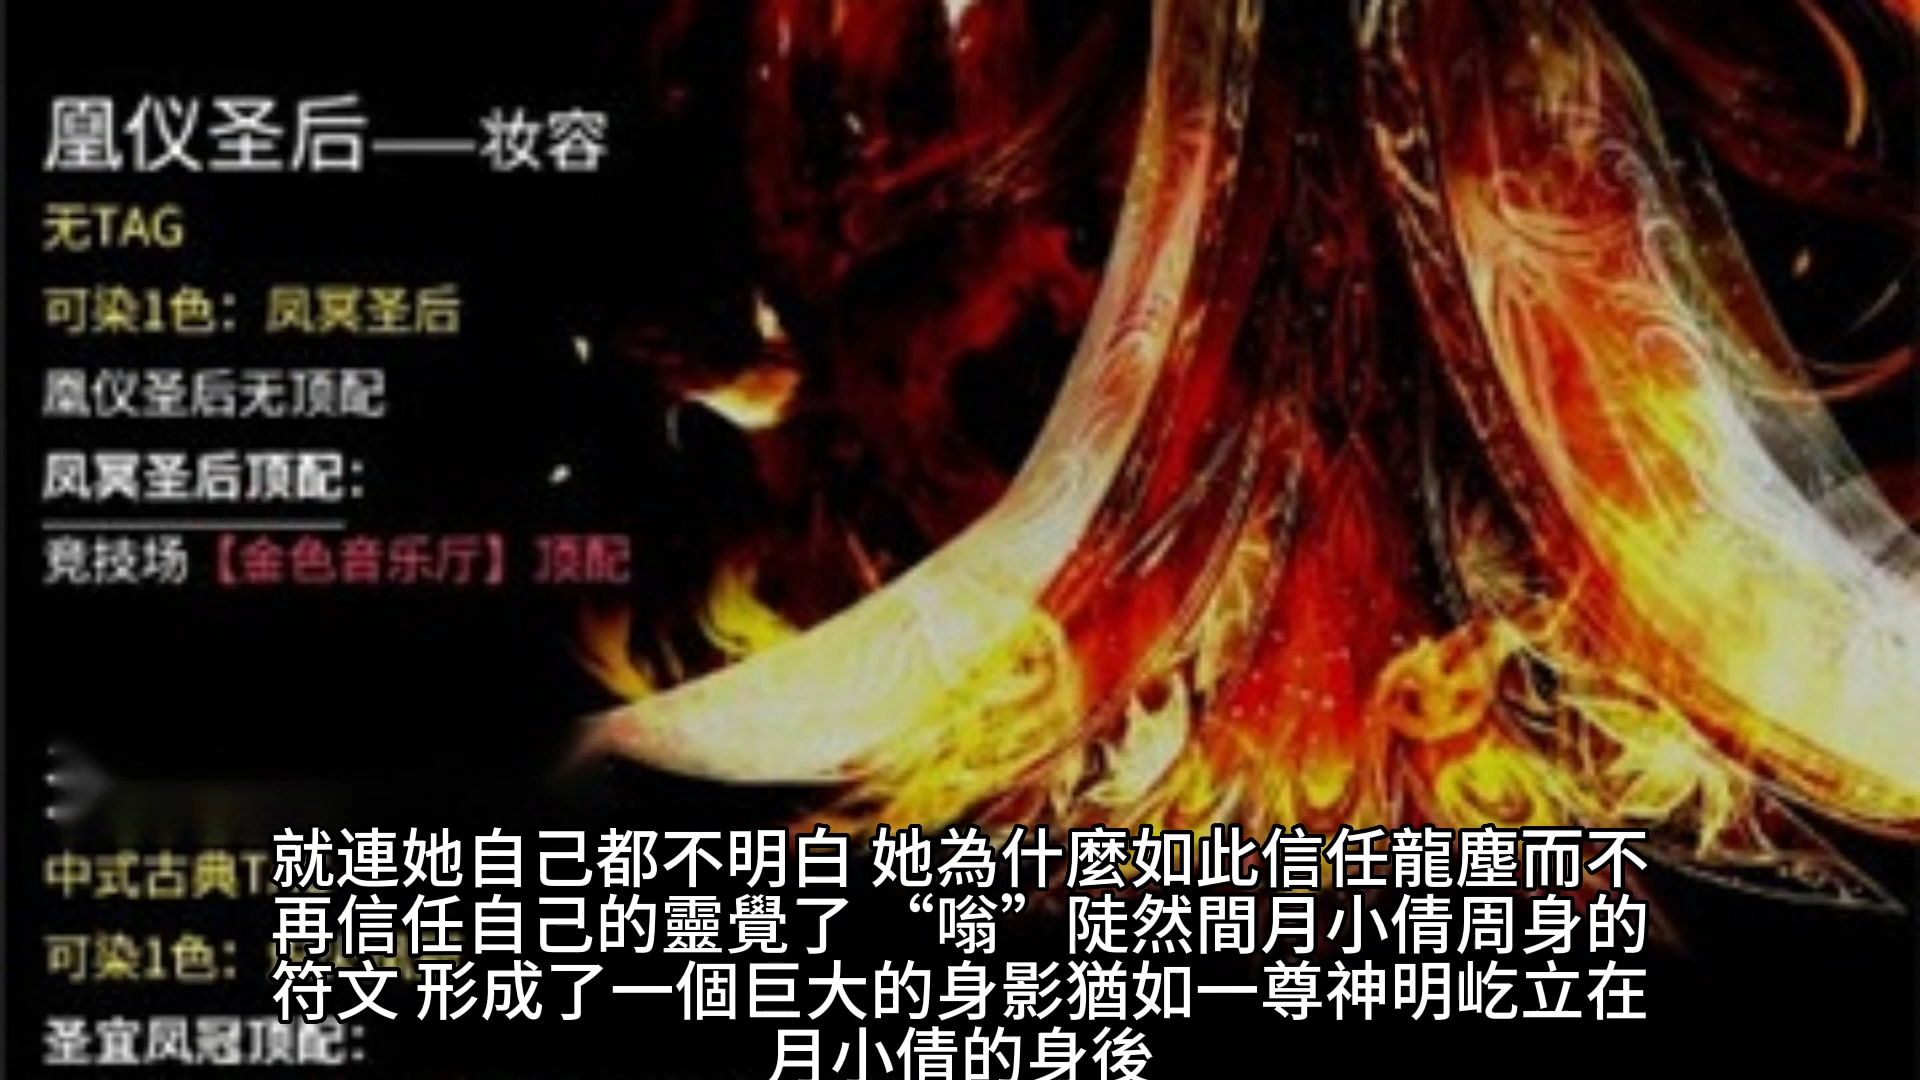 凰仪圣后——妆容
无TAG
可染1色：凤冥圣后
凰仪圣后无顶配
凤冥圣后顶配：
竞技场【金色音乐厅】顶配
中式古典T
可染1色：
圣宜凤冠顶配：
就連她自己都不明白 她為什麼如此信任龍塵而不
再信任自己的靈覺了 “嗡” 陡然間月小倩周身的
符文 形成了一個巨大的身影猶如一尊神明屹立在
月小倩的身後